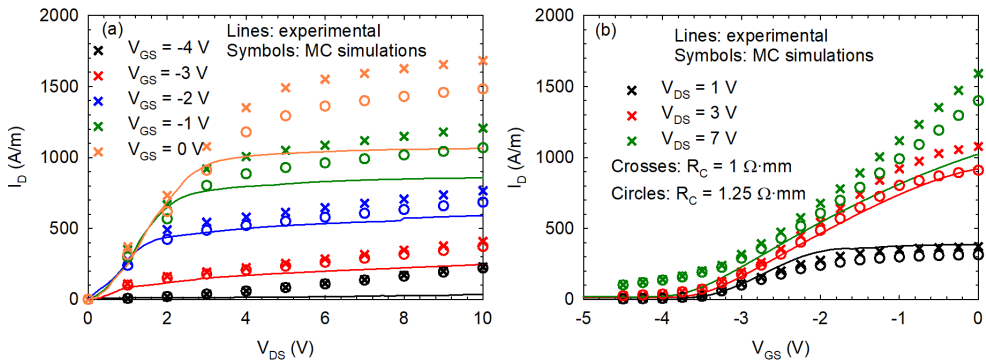 (a)
Lines: experimental
Symbols: MC simulations
V_GS = -4 V
V_GS = -3 V
V_GS = -2 V
V_GS = -1 V
V_GS = 0 V
2000
1500
1000
500
0
I_D (A/m)
0 2 4 6 8 10
V_DS (V)
(b)
Lines: experimental
Symbols: MC simulations
V_DS = 1 V
V_DS = 3 V
V_DS = 7 V
Crosses: R_C = 1 Ω·mm
Circles: R_C = 1.25 Ω·mm
2000
1500
1000
500
0
I_D (A/m)
-5 -4 -3 -2 -1 0
V_GS (V)